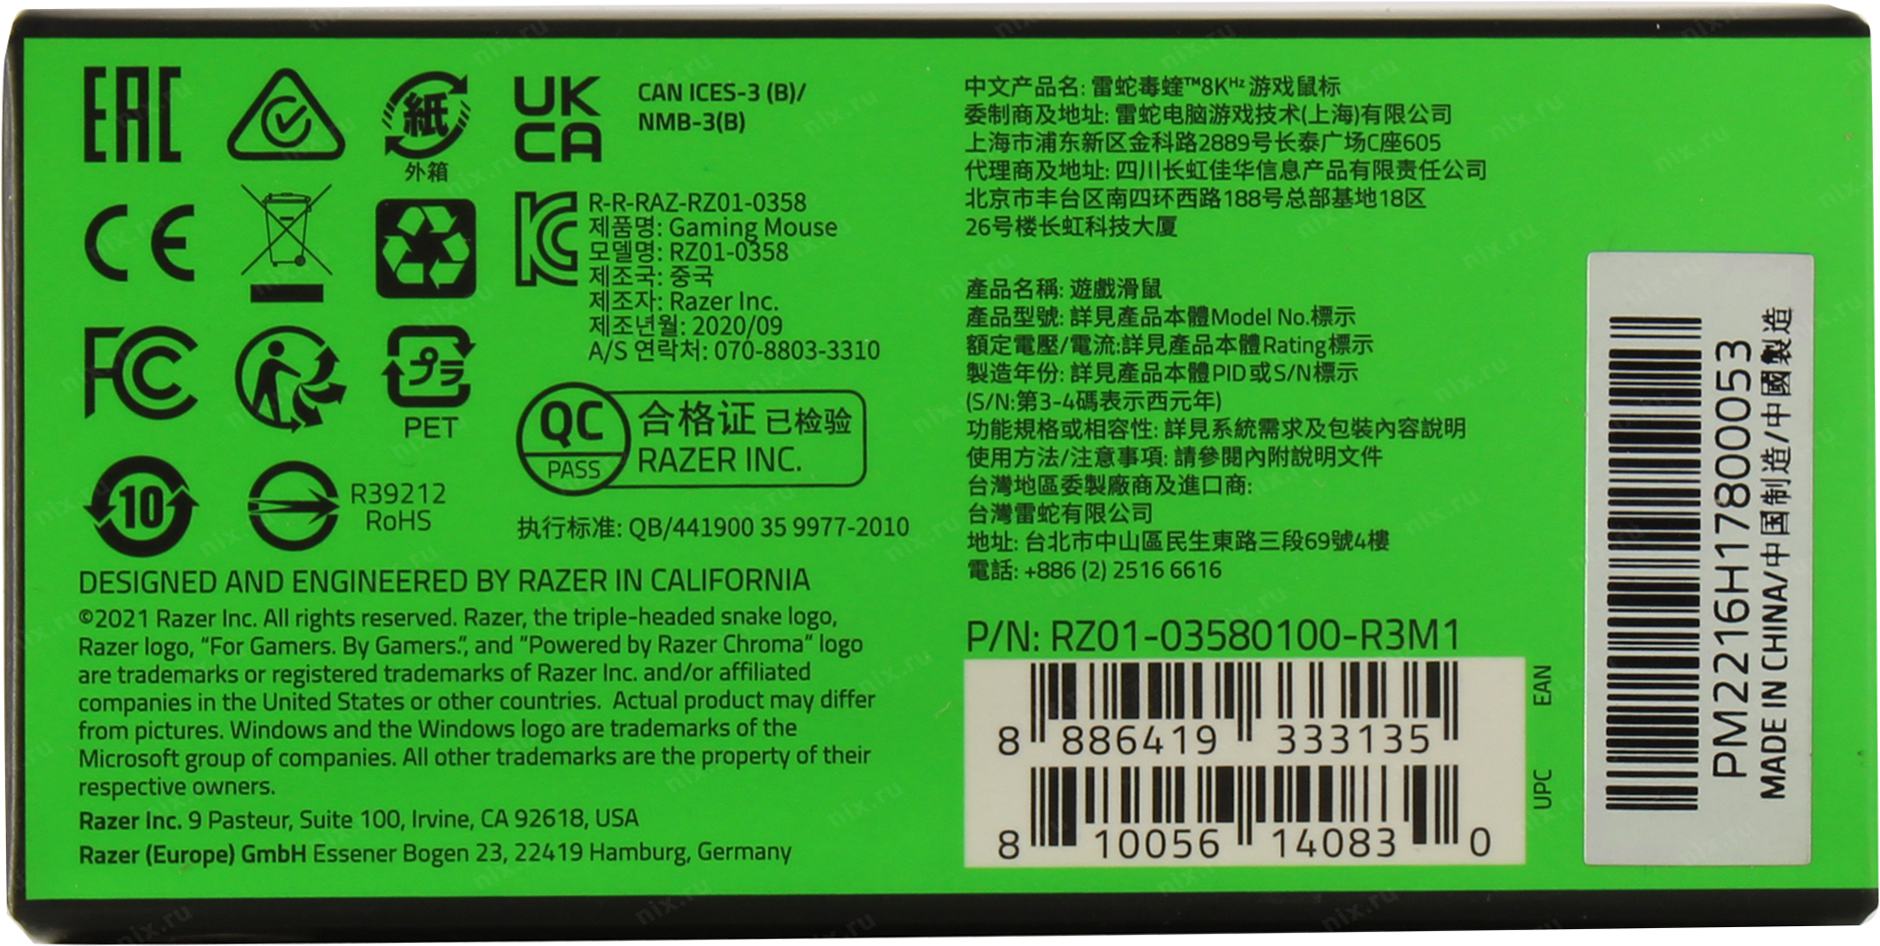 EAC
紙
外箱
UK
CA
CAN ICES-3 (B)/
NMB-3(B)
CE
R-R-RAZ-RZ01-0358
제품명: Gaming Mouse
모델명: RZ01-0358
제조국: 중국
제조자: Razer Inc.
제조년월: 2020/09
A/S 연락처: 070-8803-3310
FC
プラ
PET
QC
PASS
合格证 已检验
RAZER INC.
10
R39212
RoHS
执行标准: QB/441900 35 9977-2010
DESIGNED AND ENGINEERED BY RAZER IN CALIFORNIA
©2021 Razer Inc. All rights reserved. Razer, the triple-headed snake logo,
Razer logo, “For Gamers. By Gamers.”, and “Powered by Razer Chroma” logo
are trademarks or registered trademarks of Razer Inc. and/or affiliated
companies in the United States or other countries. Actual product may differ
from pictures. Windows and the Windows logo are trademarks of the
Microsoft group of companies. All other trademarks are the property of their
respective owners.
Razer Inc. 9 Pasteur, Suite 100, Irvine, CA 92618, USA
Razer (Europe) GmbH Essener Bogen 23, 22419 Hamburg, Germany
中文产品名: 雷蛇毒蝰™8KHz 游戏鼠标
委制商及地址: 雷蛇电脑游戏技术(上海)有限公司
上海市浦东新区金科路2889号长泰广场C座605
代理商及地址: 四川长虹佳华信息产品有限责任公司
北京市丰台区南四环西路188号总部基地18区
26号楼长虹科技大厦
產品名稱: 遊戲滑鼠
產品型號: 詳見產品本體Model No.標示
額定電壓/電流:詳見產品本體Rating標示
製造年份: 詳見產品本體PID或S/N標示
(S/N:第3-4碼表示西元年)
功能規格或相容性: 詳見系統需求及包裝內容說明
使用方法/注意事項: 請參閱內附說明文件
台灣地區委製廠商及進口商:
台灣雷蛇有限公司
地址: 台北市中山區民生東路三段69號4樓
電話: +886 (2) 2516 6616
P/N: RZ01-03580100-R3M1
8 886419 333135
EAN
8 10056 14083 0
UPC
PM2216H17800053
MADE IN CHINA/中国制造/中國製造
nix.ru